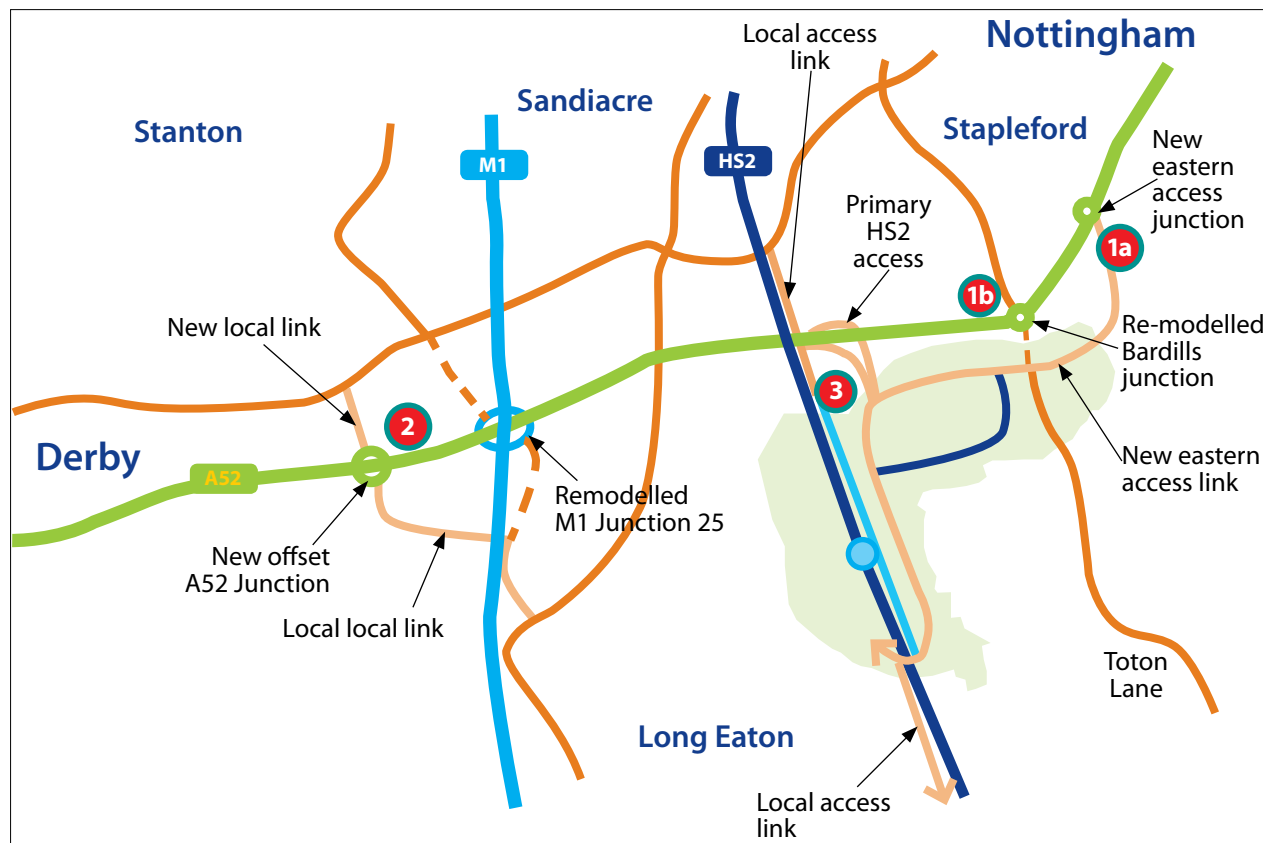 Local access
link
Nottingham
Sandiacre
Stanton
Stapleford
M1
HS2
New
eastern
access
junction
Primary
HS2
access
1a
1b
New local link
Re-modelled
Bardills
junction
3
2
Derby
A52
New eastern
access link
Remodelled
M1 Junction 25
New offset
A52 Junction
Local local link
Toton
Lane
Long Eaton
Local access
link